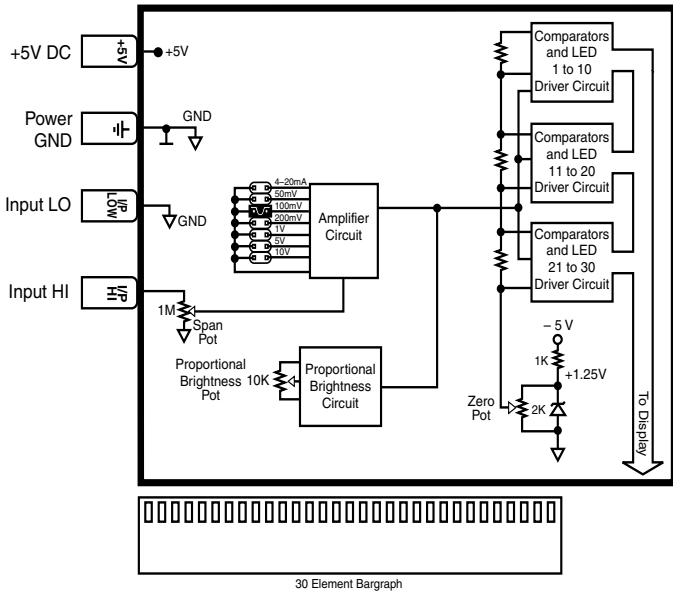 +5V DC
+5V
+5V
Power
GND
GND
Input LO
I/P
LOW
GND
Input HI
I/P
HI
1M
Span
Pot
4–20mA
50mV
100mV
200mV
1V
5V
10V
Amplifier
Circuit
Proportional
Brightness
Pot
10K
Proportional
Brightness
Circuit
Comparators
and LED
1 to 10
Driver Circuit
Comparators
and LED
11 to 20
Driver Circuit
Comparators
and LED
21 to 30
Driver Circuit
– 5 V
1K
+1.25V
Zero
Pot
2K
To Display
30 Element Bargraph